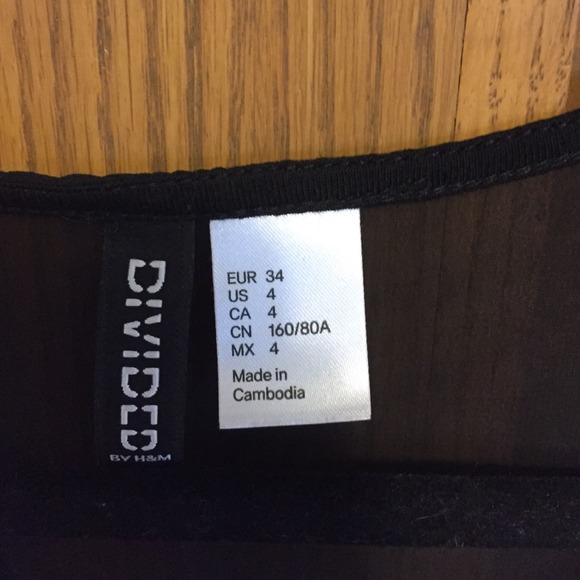 DIVIDED
BY H&M
EUR 34
US 4
CA 4
CN 160/80A
MX 4
Made in
Cambodia